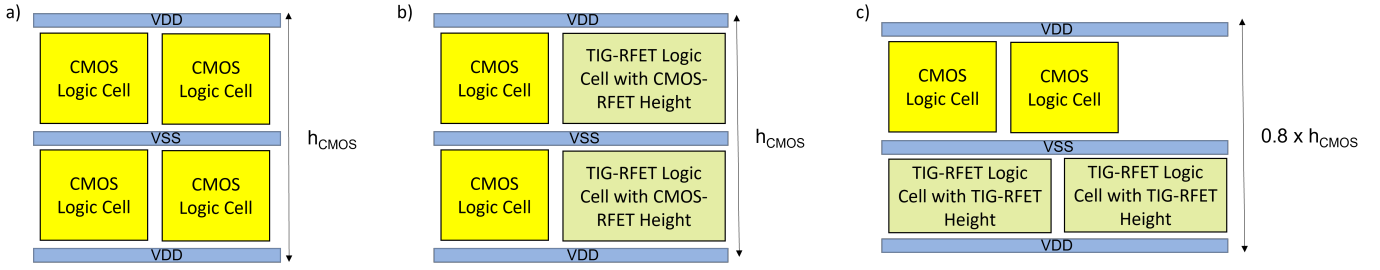 a)
VDD
CMOS
Logic Cell
CMOS
Logic Cell
VSS
CMOS
Logic Cell
CMOS
Logic Cell
VDD
hCMOS
b)
VDD
CMOS
Logic Cell
TIG-RFET Logic
Cell with CMOS-
RFET Height
VSS
CMOS
Logic Cell
TIG-RFET Logic
Cell with CMOS-
RFET Height
VDD
hCMOS
c)
VDD
CMOS
Logic Cell
CMOS
Logic Cell
VSS
TIG-RFET Logic
Cell with TIG-RFET
Height
TIG-RFET Logic
Cell with TIG-RFET
Height
VDD
0.8 x hCMOS